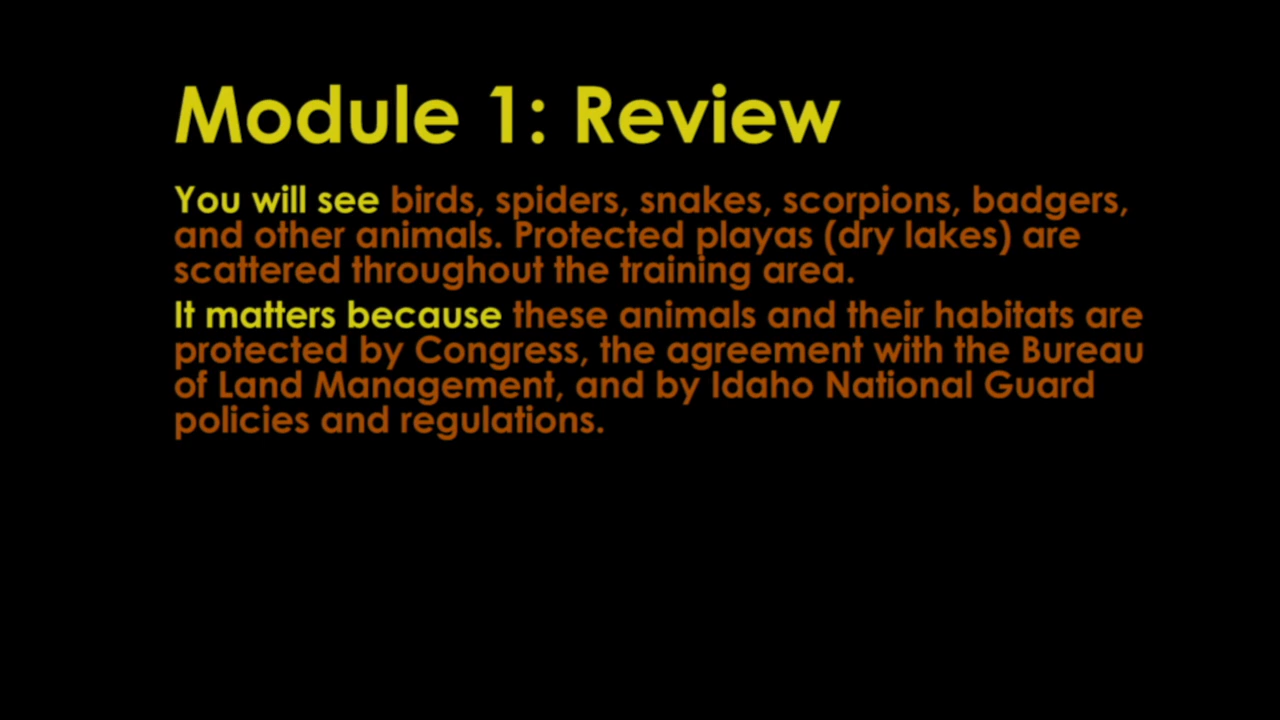 Module 1: Review
You will see birds, spiders, snakes, scorpions, badgers,
and other animals. Protected playas (dry lakes) are
scattered throughout the training area.
It matters because these animals and their habitats are
protected by Congress, the agreement with the Bureau
of Land Management, and by Idaho National Guard
policies and regulations.